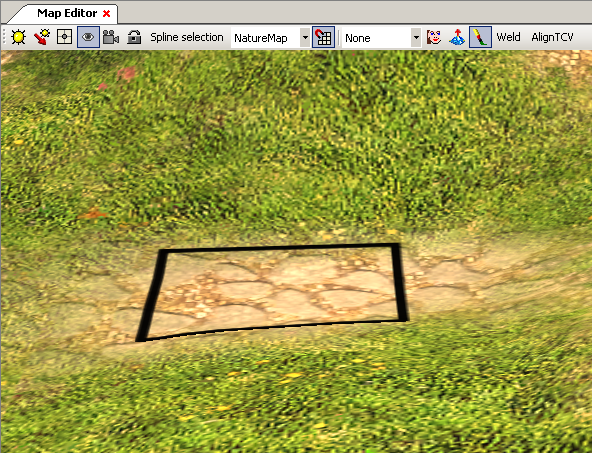 Map Editor
Spline selection NatureMap None Weld AlignTCV